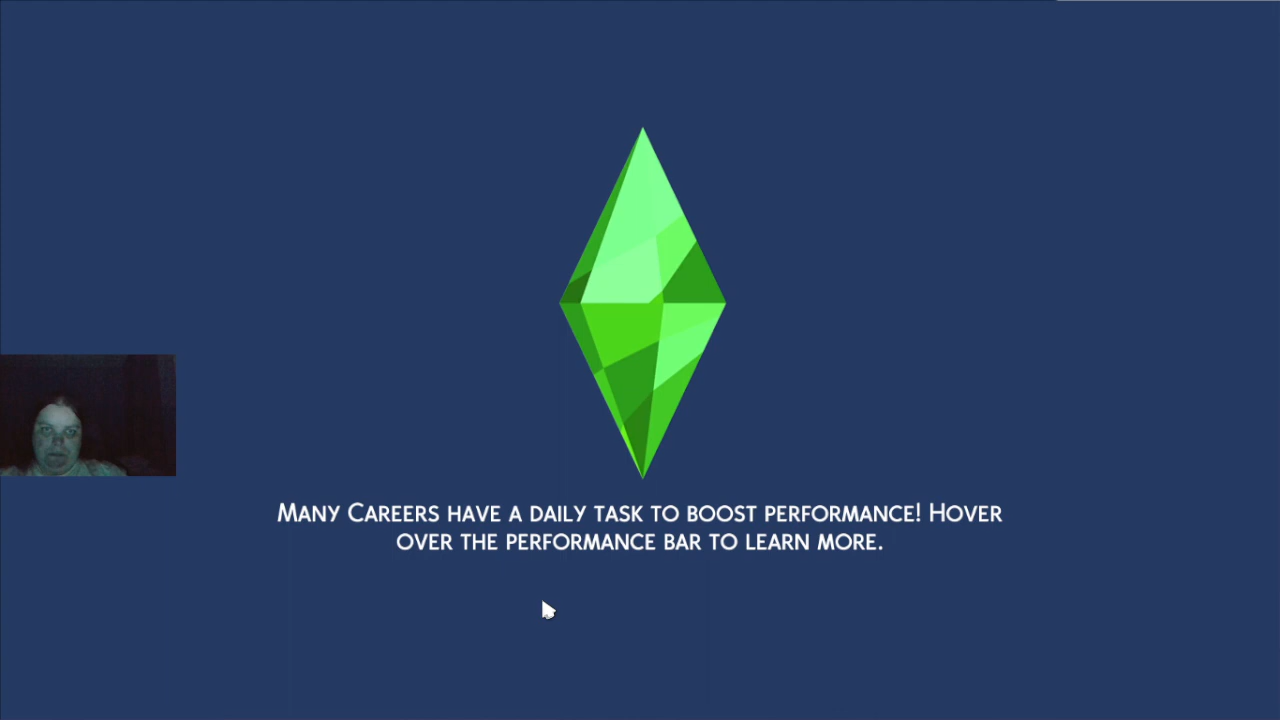 Many Careers have a daily task to boost performance! Hover
over the performance bar to learn more.